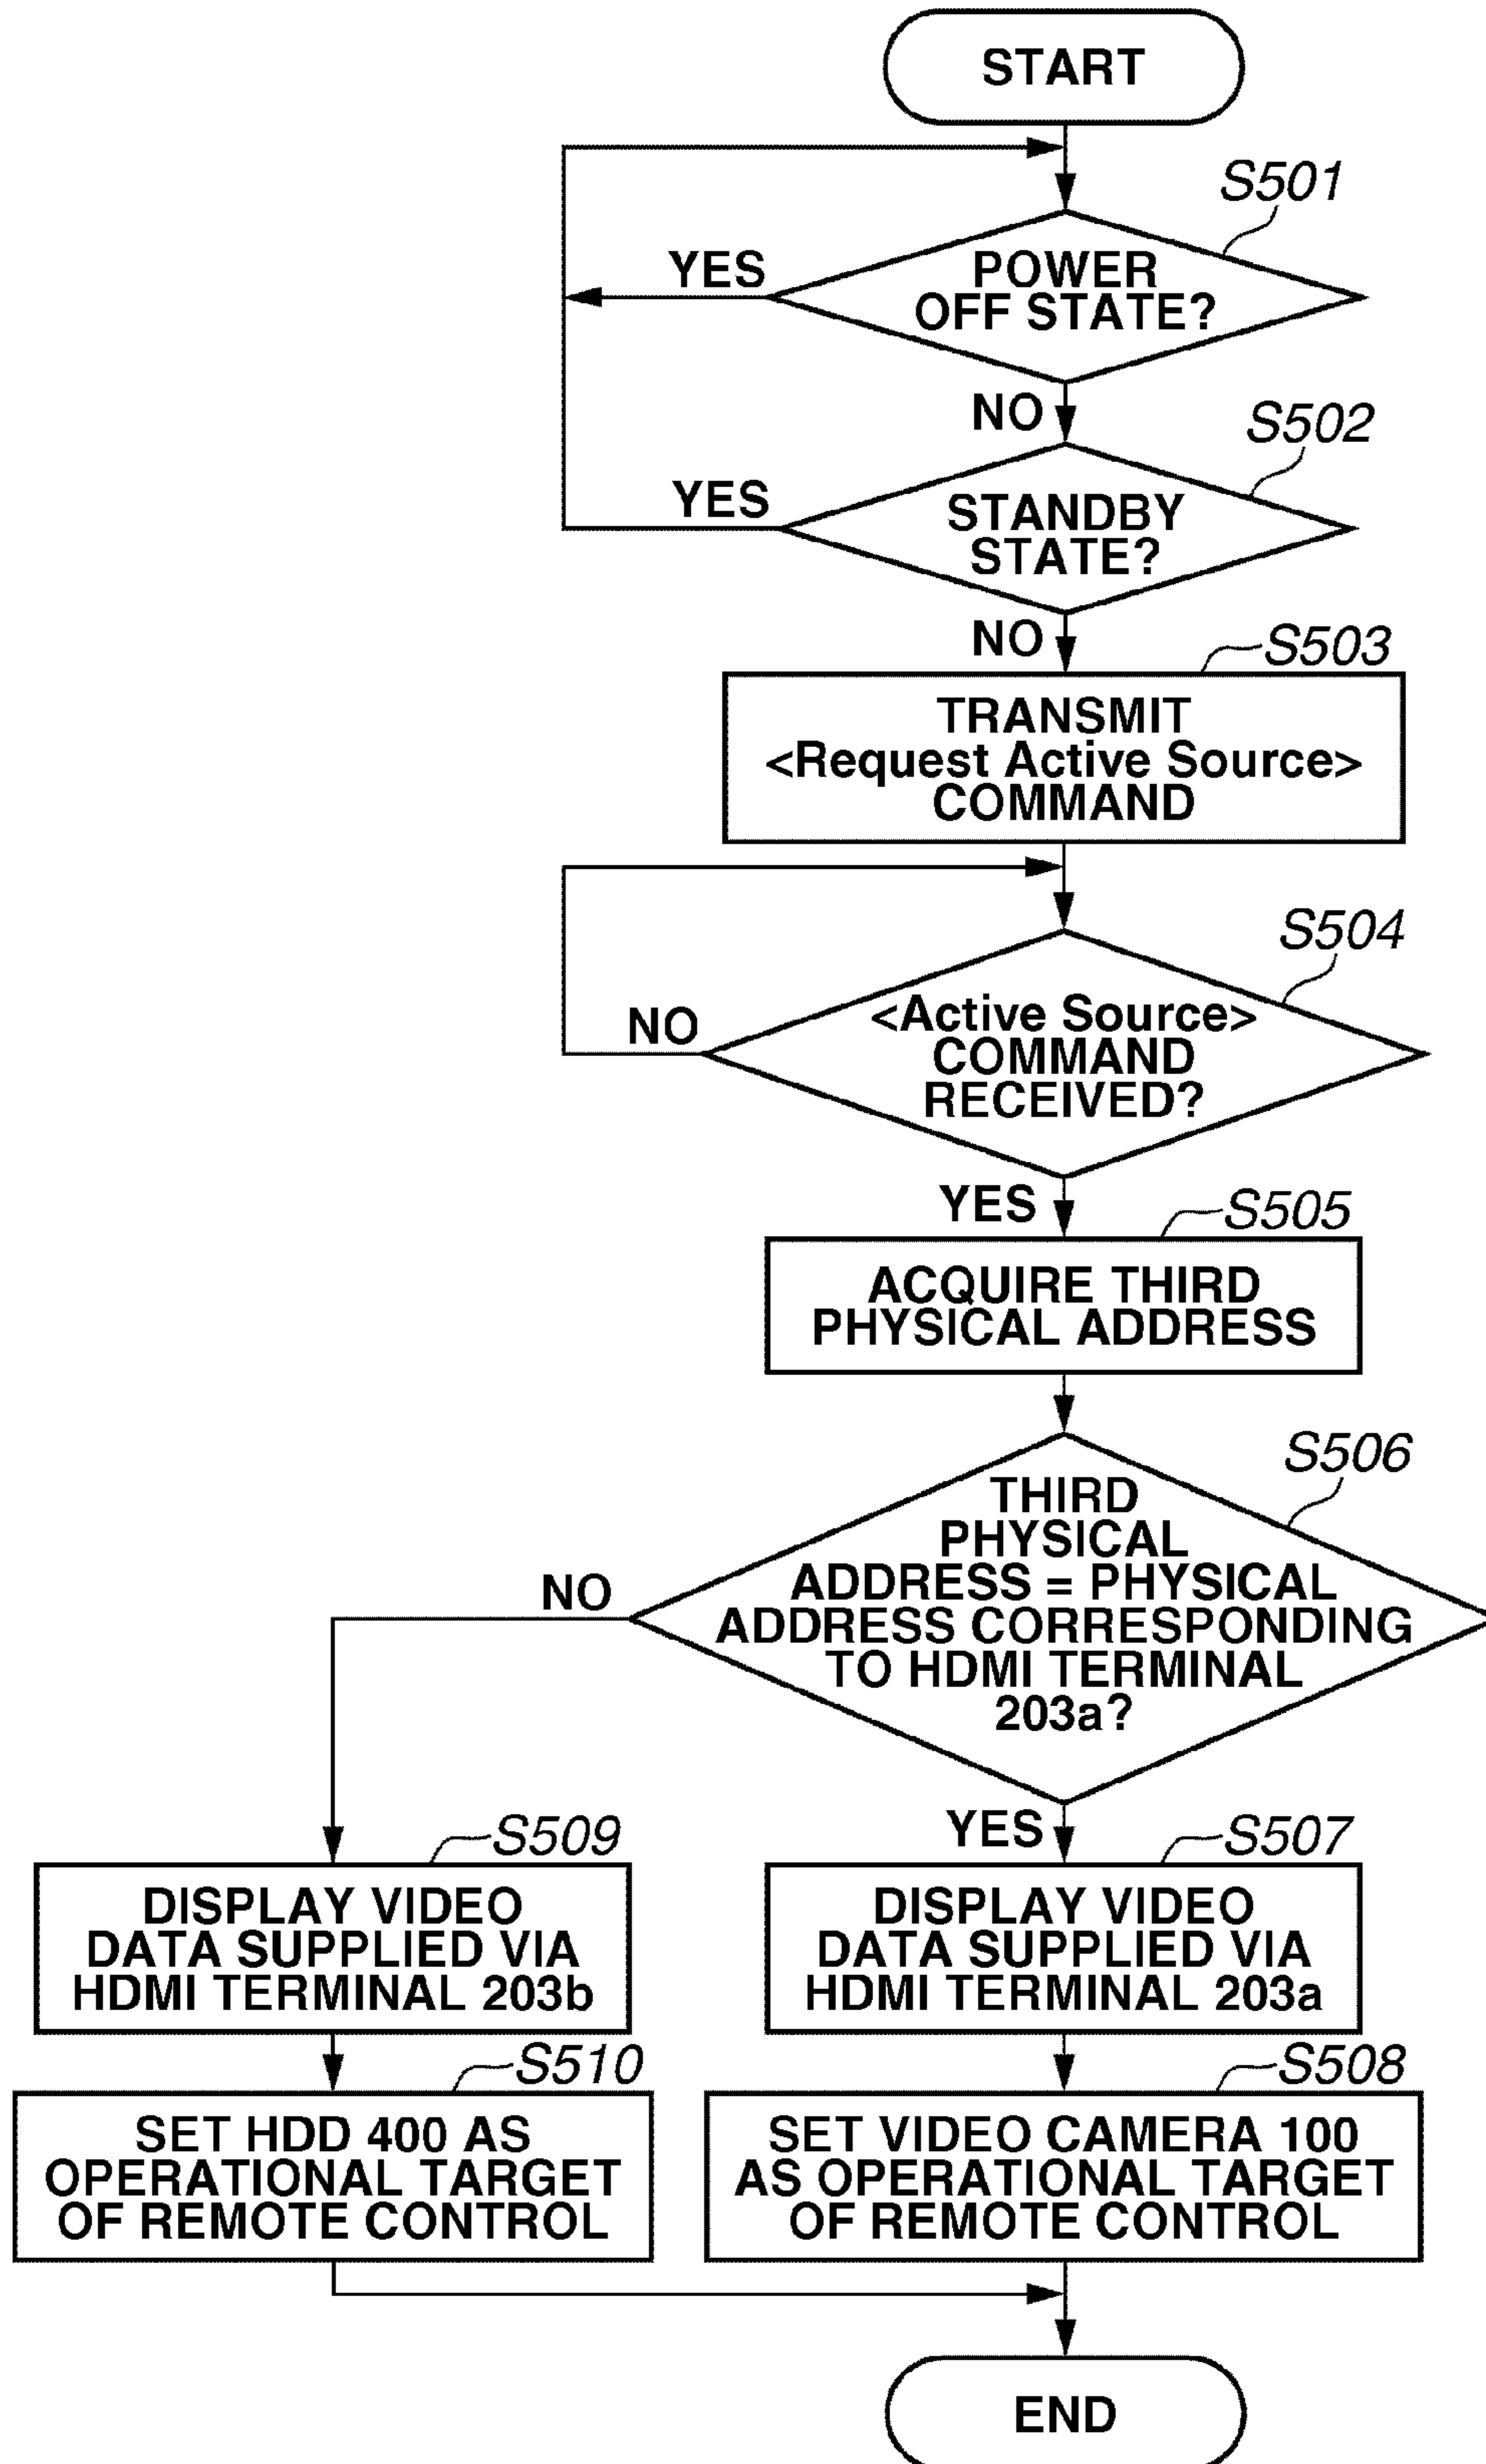 START
S501
YES
POWER
OFF STATE?
NO
S502
YES
STANDBY
STATE?
NO
S503
TRANSMIT
<Request Active Source>
COMMAND
S504
NO
<Active Source>
COMMAND
RECEIVED?
YES
S505
ACQUIRE THIRD
PHYSICAL ADDRESS
S506
NO
THIRD
PHYSICAL
ADDRESS = PHYSICAL
ADDRESS CORRESPONDING
TO HDMI TERMINAL
203a?
YES
S509
DISPLAY VIDEO
DATA SUPPLIED VIA
HDMI TERMINAL 203b
S507
DISPLAY VIDEO
DATA SUPPLIED VIA
HDMI TERMINAL 203a
S510
SET HDD 400 AS
OPERATIONAL TARGET
OF REMOTE CONTROL
S508
SET VIDEO CAMERA 100
AS OPERATIONAL TARGET
OF REMOTE CONTROL
END